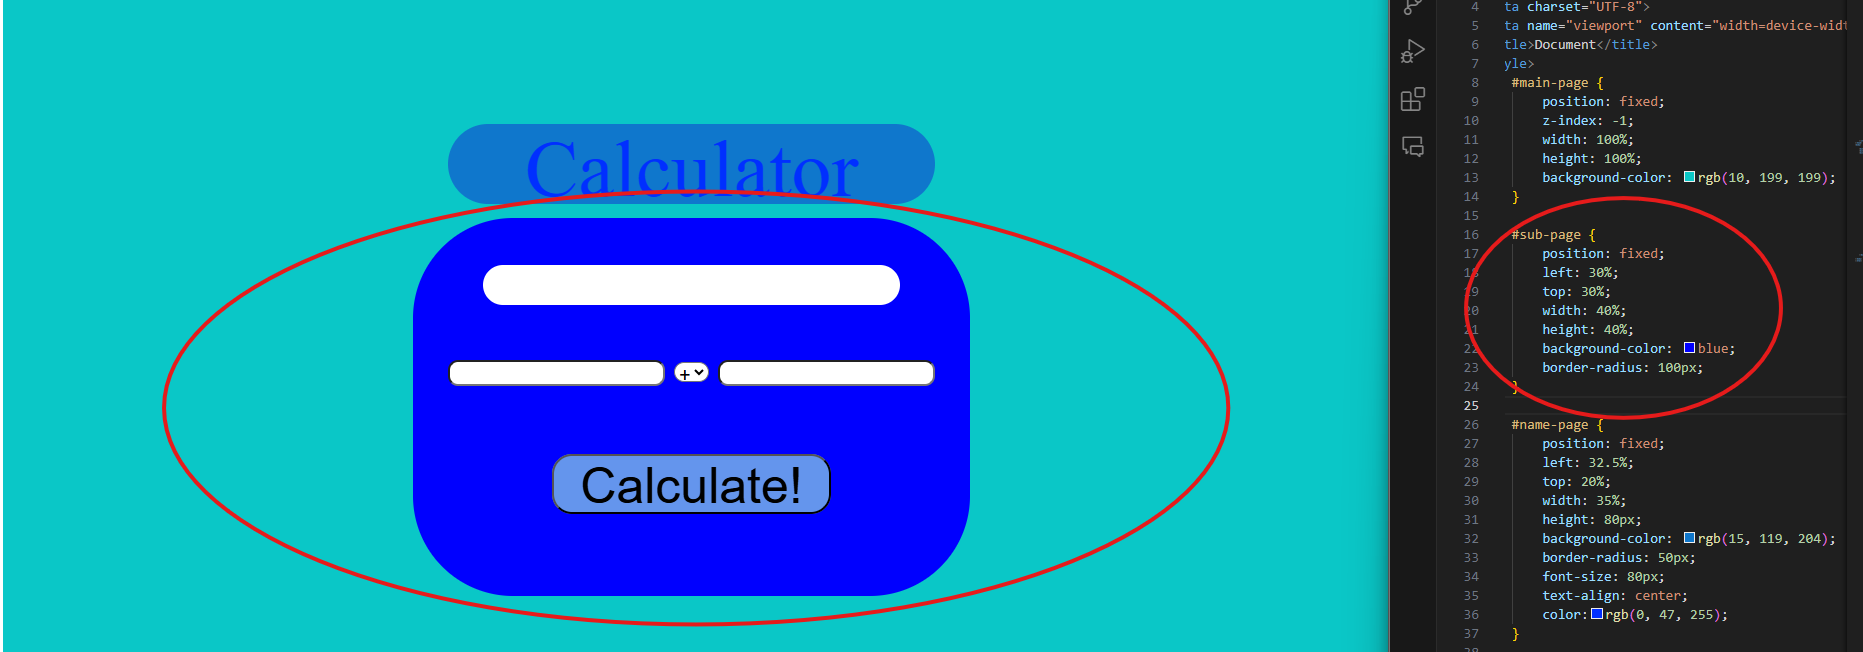 Calculator
+
Calculate!
4 ta charset="UTF-8">
5 ta name="viewport" content="width=device-widt
6 tle>Document</title>
7 yle>
8 #main-page {
9 position: fixed;
10 z-index: -1;
11 width: 100%;
12 height: 100%;
13 background-color: rgb(10, 199, 199);
14 }
15
16 #sub-page {
17 position: fixed;
18 left: 30%;
19 top: 30%;
20 width: 40%;
21 height: 40%;
22 background-color: blue;
23 border-radius: 100px;
24 }
25
26 #name-page {
27 position: fixed;
28 left: 32.5%;
29 top: 20%;
30 width: 35%;
31 height: 80px;
32 background-color: rgb(15, 119, 204);
33 border-radius: 50px;
34 font-size: 80px;
35 text-align: center;
36 color:rgb(0, 47, 255);
37 }